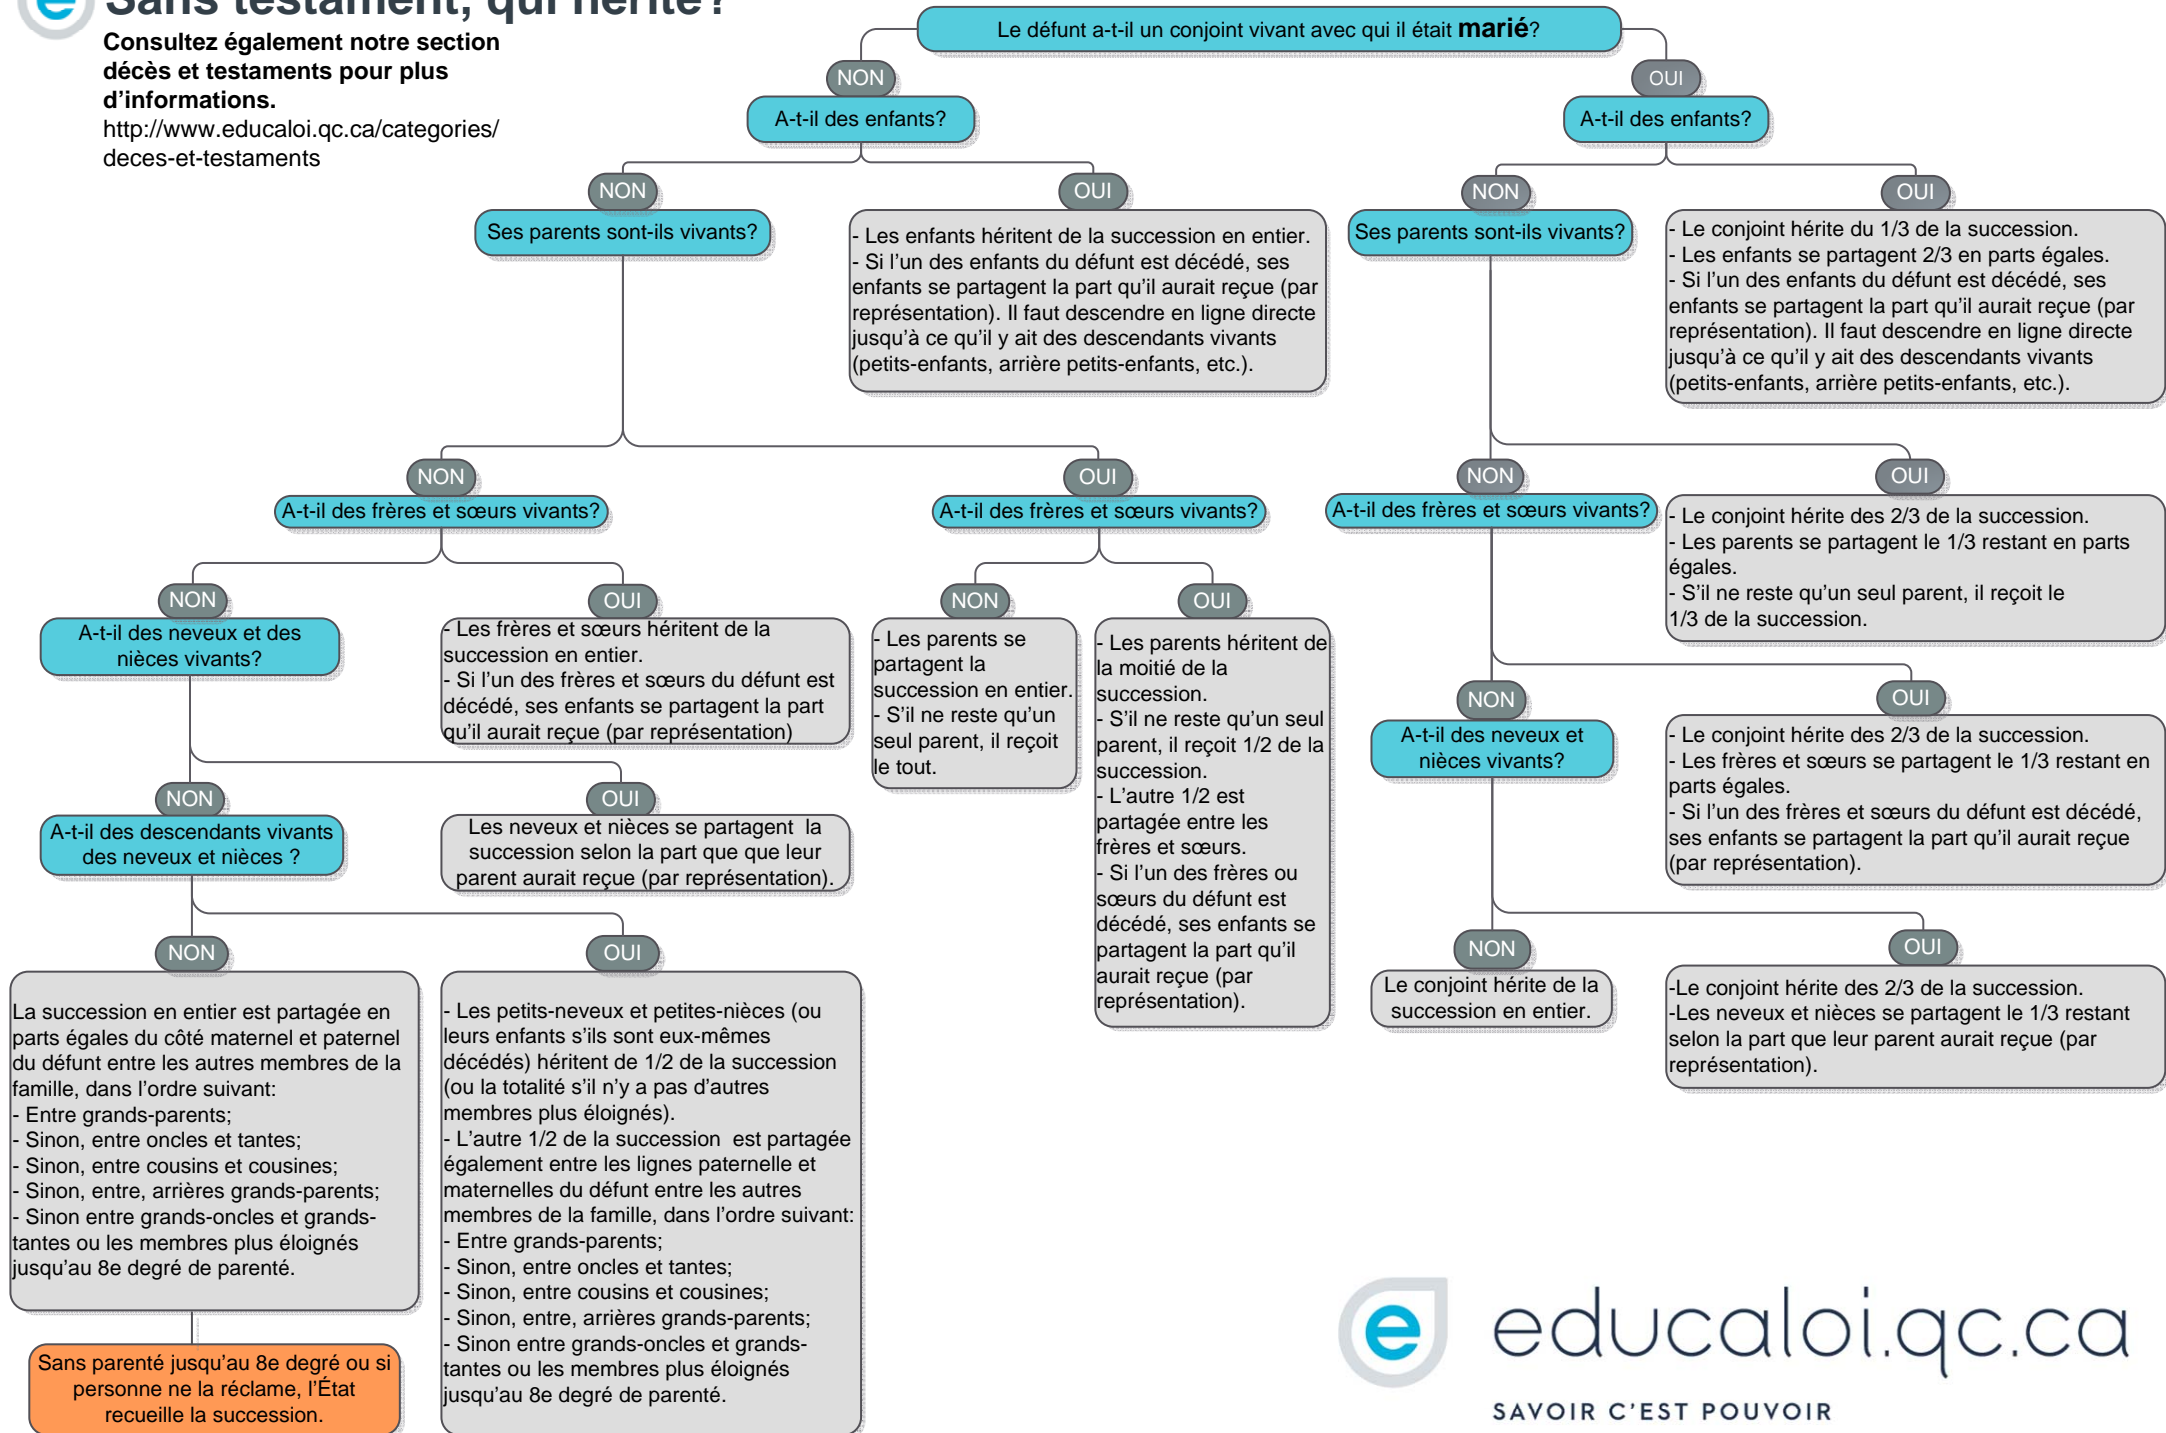 Sans testament, qui hérite?
Consultez également notre section
décès et testaments pour plus
d'informations.
http://www.educaloi.qc.ca/categories/
deces-et-testaments
Le défunt a-t-il un conjoint vivant avec qui il était marié?
NON
A-t-il des enfants?
NON
Ses parents sont-ils vivants?
OUI
- Les enfants héritent de la succession en entier.
- Si l'un des enfants du défunt est décédé, ses
enfants se partagent la part qu'il aurait reçue (par
représentation). Il faut descendre en ligne directe
jusqu'à ce qu'il y ait des descendants vivants
(petits-enfants, arrière petits-enfants, etc.).
NON
A-t-il des frères et sœurs vivants?
NON
A-t-il des neveux et des
nièces vivants?
OUI
- Les frères et sœurs héritent de la
succession en entier.
- Si l'un des frères et sœurs du défunt est
décédé, ses enfants se partagent la part
qu'il aurait reçue (par représentation)
NON
A-t-il des descendants vivants
des neveux et nièces ?
OUI
Les neveux et nièces se partagent la
succession selon la part que que leur
parent aurait reçue (par représentation).
NON
La succession en entier est partagée en
parts égales du côté maternel et paternel
du défunt entre les autres membres de la
famille, dans l'ordre suivant:
- Entre grands-parents;
- Sinon, entre oncles et tantes;
- Sinon, entre cousins et cousines;
- Sinon, entre, arrières grands-parents;
- Sinon entre grands-oncles et grands-
tantes ou les membres plus éloignés
jusqu'au 8e degré de parenté.
Sans parenté jusqu'au 8e degré ou si
personne ne la réclame, l'État
recueille la succession.
OUI
- Les petits-neveux et petites-nièces (ou
leurs enfants s'ils sont eux-mêmes
décédés) héritent de 1/2 de la succession
(ou la totalité s'il n'y a pas d'autres
membres plus éloignés).
- L'autre 1/2 de la succession est partagée
également entre les lignes paternelle et
maternelles du défunt entre les autres
membres de la famille, dans l'ordre suivant:
- Entre grands-parents;
- Sinon, entre oncles et tantes;
- Sinon, entre cousins et cousines;
- Sinon, entre, arrières grands-parents;
- Sinon entre grands-oncles et grands-
tantes ou les membres plus éloignés
jusqu'au 8e degré de parenté.
OUI
A-t-il des frères et sœurs vivants?
NON
- Les parents se
partagent la
succession en entier.
- S'il ne reste qu'un
seul parent, il reçoit
le tout.
OUI
- Les parents héritent de
la moitié de la
succession.
- S'il ne reste qu'un seul
parent, il reçoit 1/2 de la
succession.
- L'autre 1/2 est
partagée entre les
frères et sœurs.
- Si l'un des frères ou
sœurs du défunt est
décédé, ses enfants se
partagent la part qu'il
aurait reçue (par
représentation).
OUI
A-t-il des enfants?
NON
Ses parents sont-ils vivants?
OUI
- Le conjoint hérite du 1/3 de la succession.
- Les enfants se partagent 2/3 en parts égales.
- Si l'un des enfants du défunt est décédé, ses
enfants se partagent la part qu'il aurait reçue (par
représentation). Il faut descendre en ligne directe
jusqu'à ce qu'il y ait des descendants vivants
(petits-enfants, arrière petits-enfants, etc.).
NON
A-t-il des frères et sœurs vivants?
OUI
- Le conjoint hérite des 2/3 de la succession.
- Les parents se partagent le 1/3 restant en parts
égales.
- S'il ne reste qu'un seul parent, il reçoit le
1/3 de la succession.
NON
A-t-il des neveux et
nièces vivants?
OUI
- Le conjoint hérite des 2/3 de la succession.
- Les frères et sœurs se partagent le 1/3 restant en
parts égales.
- Si l'un des frères et sœurs du défunt est décédé,
ses enfants se partagent la part qu'il aurait reçue
(par représentation).
NON
Le conjoint hérite de la
succession en entier.
OUI
-Le conjoint hérite des 2/3 de la succession.
-Les neveux et nièces se partagent le 1/3 restant
selon la part que leur parent aurait reçue (par
représentation).
e educaloi.qc.ca
SAVOIR C'EST POUVOIR